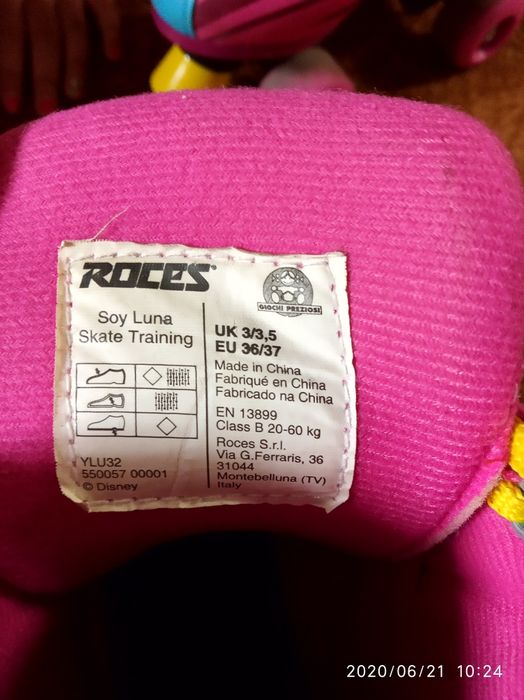 ROCES
GIOCHI PREZIOSI
Soy Luna
Skate Training
UK 3/3,5
EU 36/37
Made in China
Fabriqué en China
Fabricado na China
EN 13899
Class B 20-60 kg
Roces S.r.l.
Via G.Ferraris, 36
31044
Montebelluna (TV)
Italy
YLU32
550057 00001
© Disney
2020/06/21 10:24